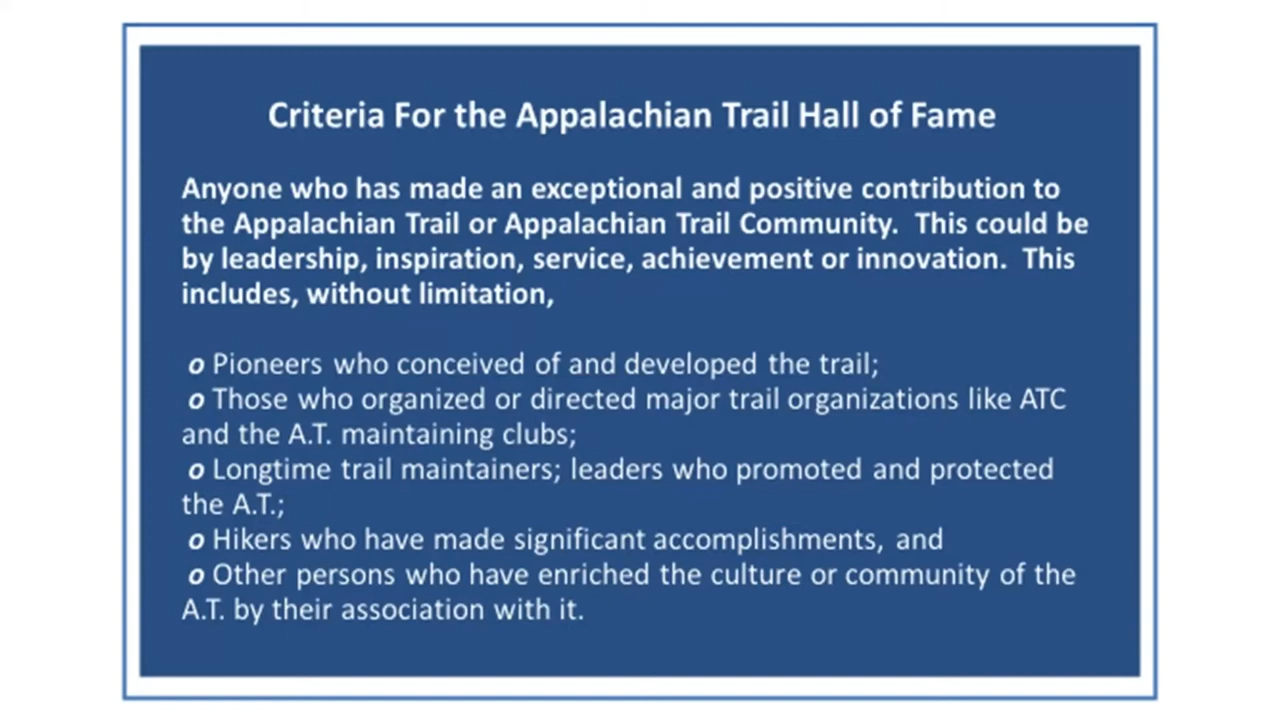 Criteria For the Appalachian Trail Hall of Fame
Anyone who has made an exceptional and positive contribution to
the Appalachian Trail or Appalachian Trail Community.  This could be
by leadership, inspiration, service, achievement or innovation.  This
includes, without limitation,
o Pioneers who conceived of and developed the trail;
o Those who organized or directed major trail organizations like ATC
and the A.T. maintaining clubs;
o Longtime trail maintainers; leaders who promoted and protected
the A.T.;
o Hikers who have made significant accomplishments, and
o Other persons who have enriched the culture or community of the
A.T. by their association with it.